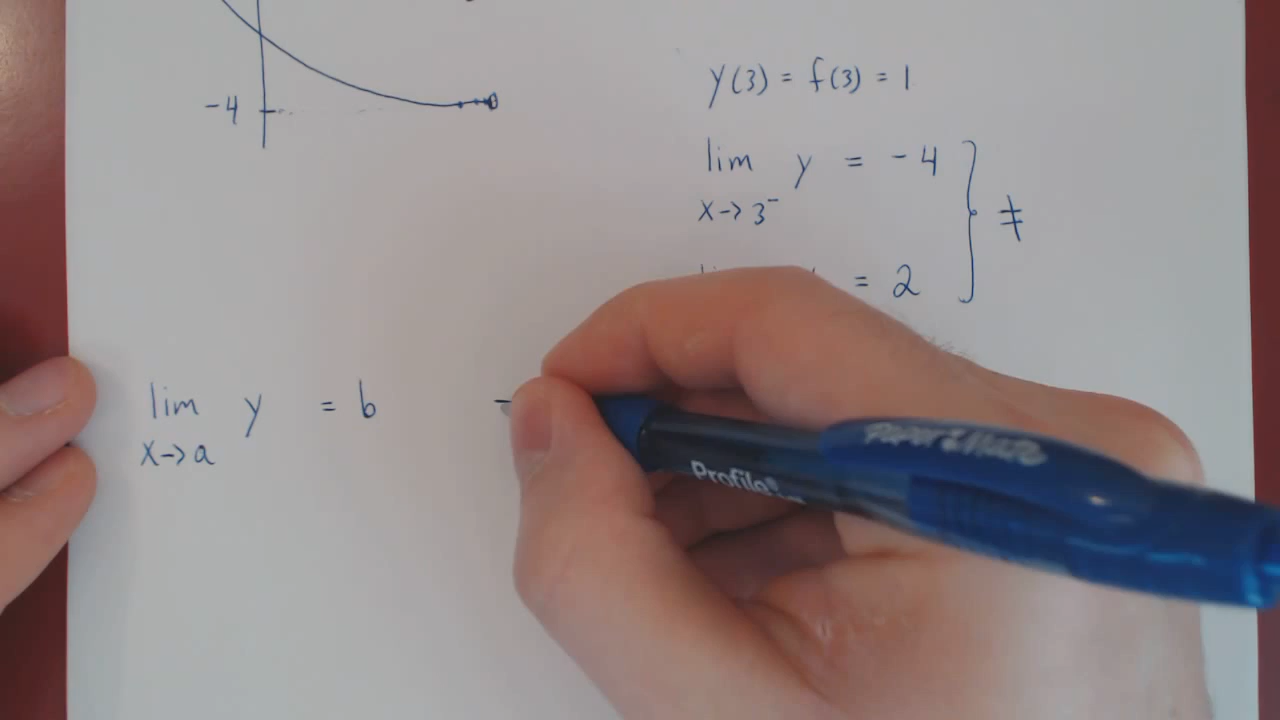 -4
y(3) = f(3) = 1
lim y = -4
x→3⁻
≠
= 2
lim y = b
x→a
PAPER MATE
Profile®